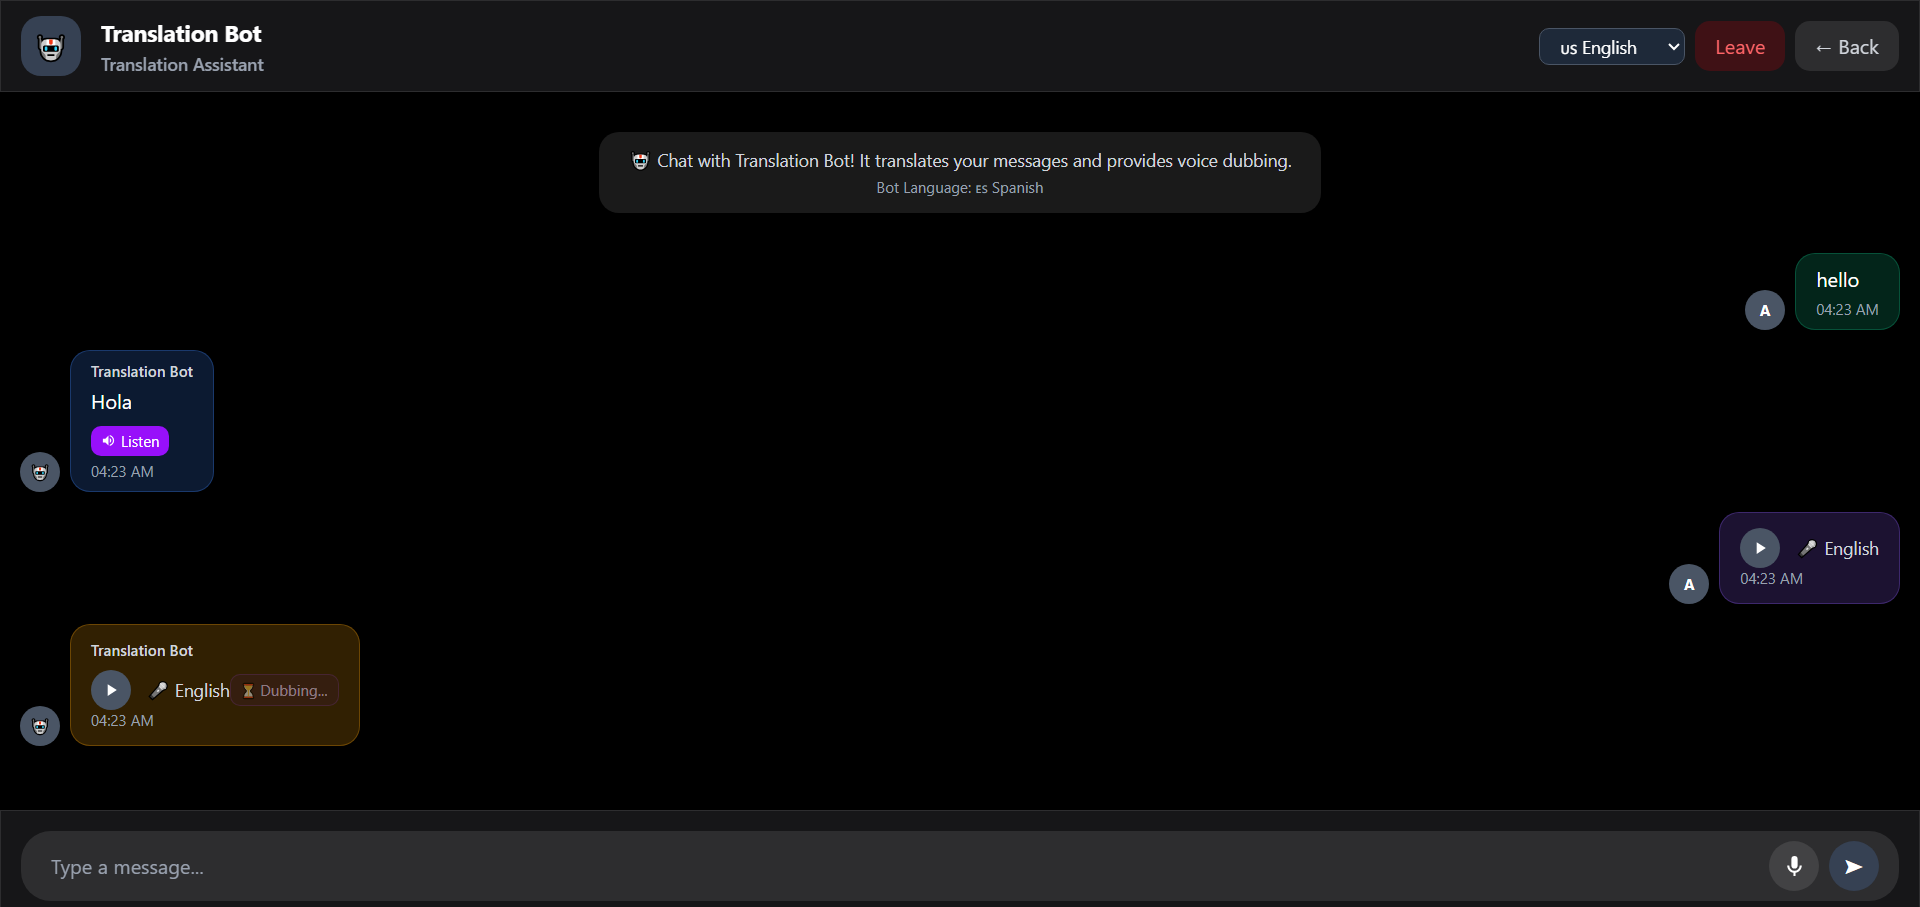 Translation Bot
Translation Assistant
us English
Leave
← Back
Chat with Translation Bot! It translates your messages and provides voice dubbing.
Bot Language: ES Spanish
hello
04:23 AM
A
Translation Bot
Hola
Listen
04:23 AM
English
04:23 AM
A
Translation Bot
English Dubbing...
04:23 AM
Type a message...